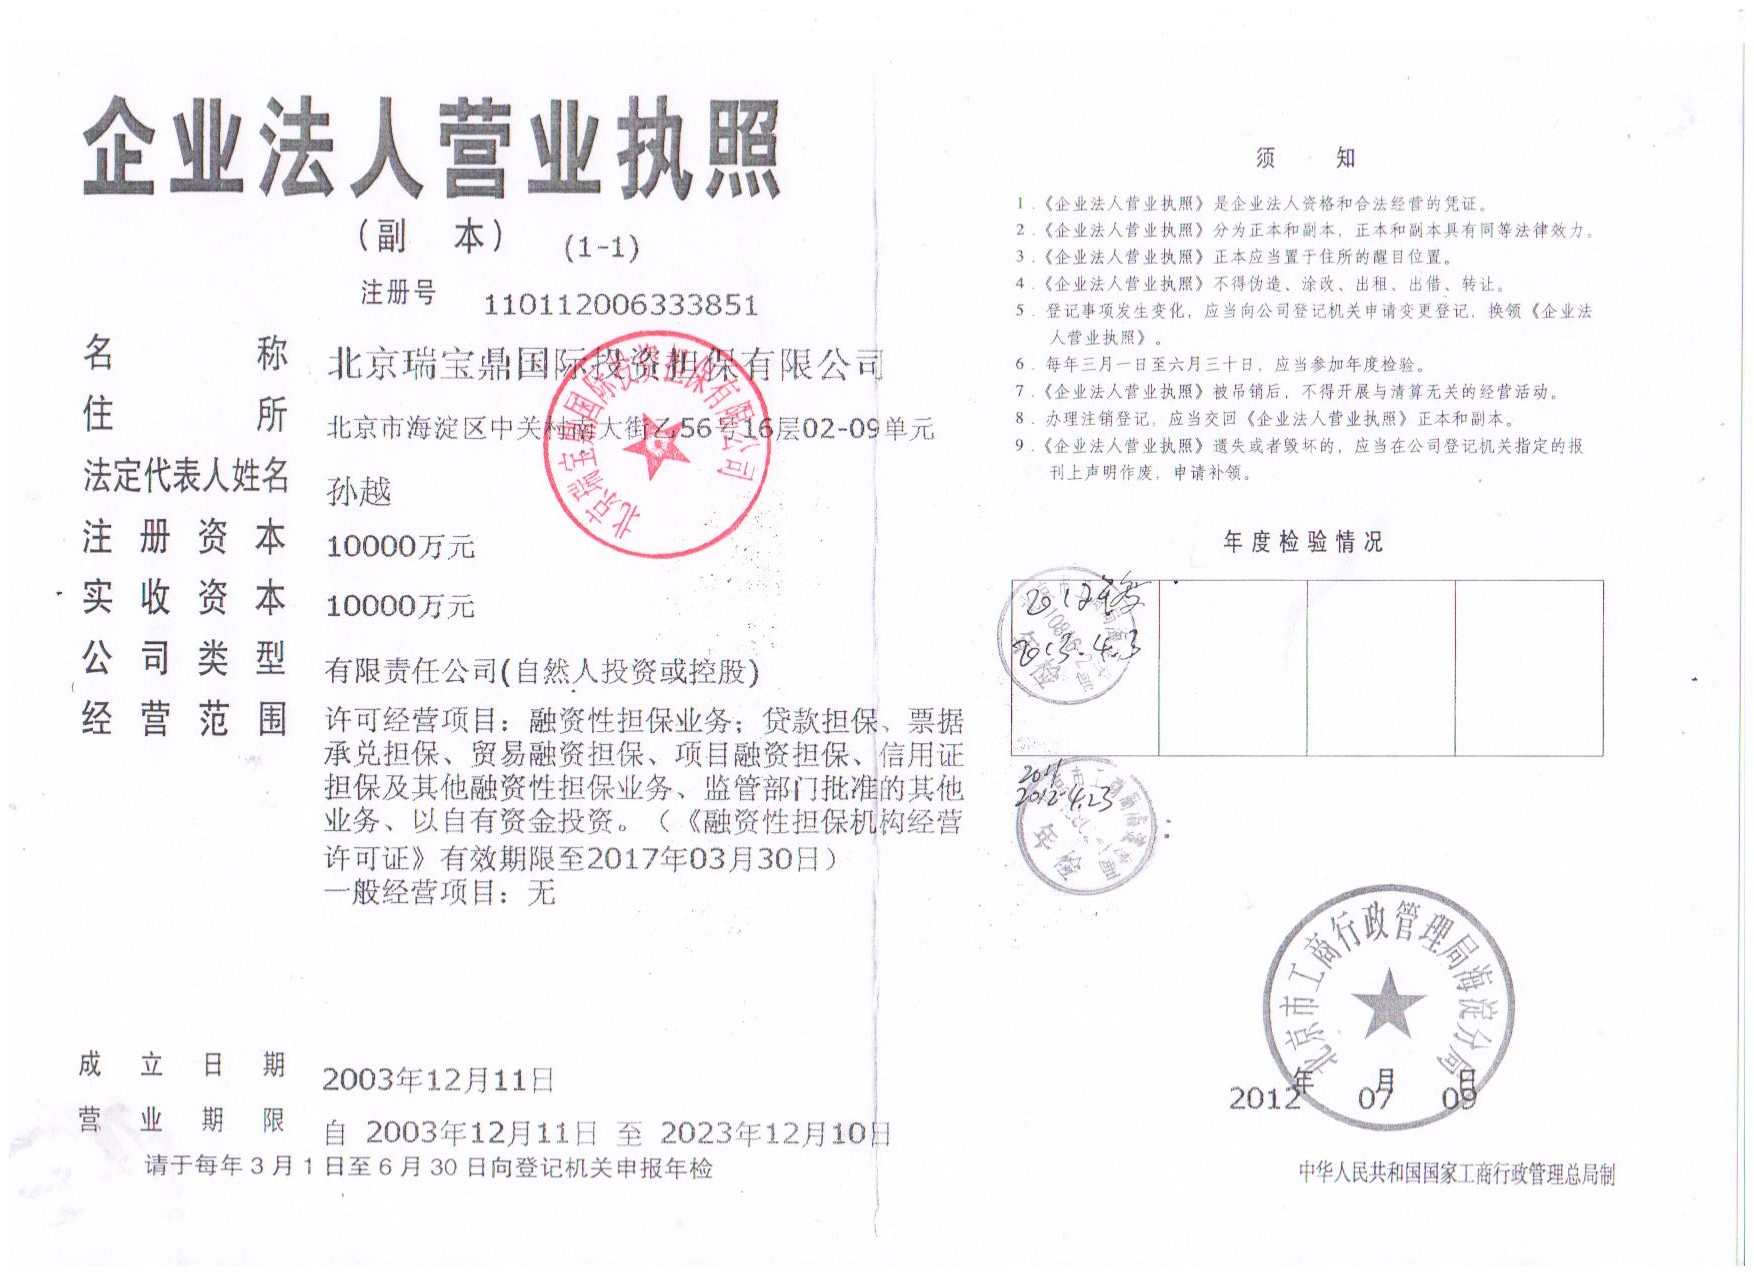 企业法人营业执照
（副 本） (1-1)
注册号 110112006333851
名 称 北京瑞宝鼎国际投资担保有限公司
住 所 北京市海淀区中关村南大街乙56号16层02-09单元
法定代表人姓名 孙越
注册资本 10000万元
实收资本 10000万元
公司类型 有限责任公司(自然人投资或控股)
经营范围 许可经营项目：融资性担保业务；贷款担保、票据
承兑担保、贸易融资担保、项目融资担保、信用证
担保及其他融资性担保业务、监管部门批准的其他
业务、以自有资金投资。（《融资性担保机构经营
许可证》有效期限至2017年03月30日）
一般经营项目：无
成立日期 2003年12月11日
营业期限 自 2003年12月11日 至 2023年12月10日
请于每年3月1日至6月30日向登记机关申报年检
北京瑞宝鼎国际投资担保有限公司
须 知
1．《企业法人营业执照》是企业法人资格和合法经营的凭证。
2．《企业法人营业执照》分为正本和副本，正本和副本具有同等法律效力。
3．《企业法人营业执照》正本应当置于住所的醒目位置。
4．《企业法人营业执照》不得伪造、涂改、出租、出借、转让。
5．登记事项发生变化，应当向公司登记机关申请变更登记，换领《企业法
人营业执照》。
6．每年三月一日至六月三十日，应当参加年度检验。
7．《企业法人营业执照》被吊销后，不得开展与清算无关的经营活动。
8．办理注销登记，应当交回《企业法人营业执照》正本和副本。
9．《企业法人营业执照》遗失或者毁坏的，应当在公司登记机关指定的报
刊上声明作废，申请补领。
年度检验情况
2013.4.3
年检
2011
2012.4.23
年检
北京市工商行政管理局海淀分局
2012年07月09日
中华人民共和国国家工商行政管理总局制